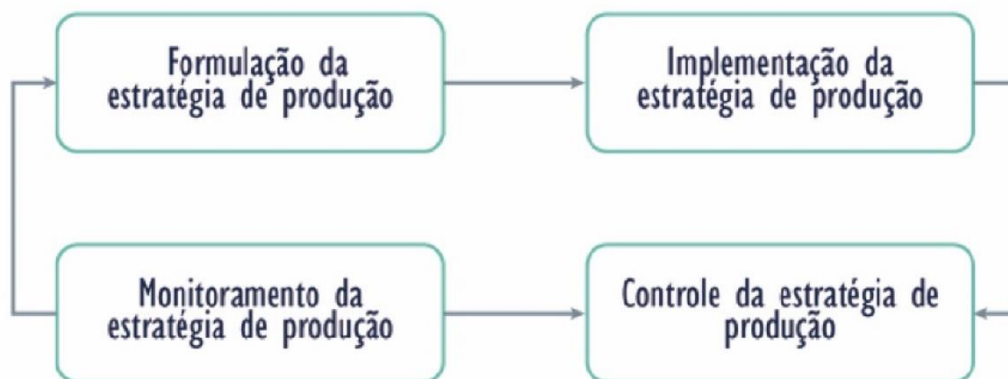 Formulação da
estratégia de produção
Implementação da
estratégia de produção
Monitoramento da
estratégia de produção
Controle da estratégia de
produção